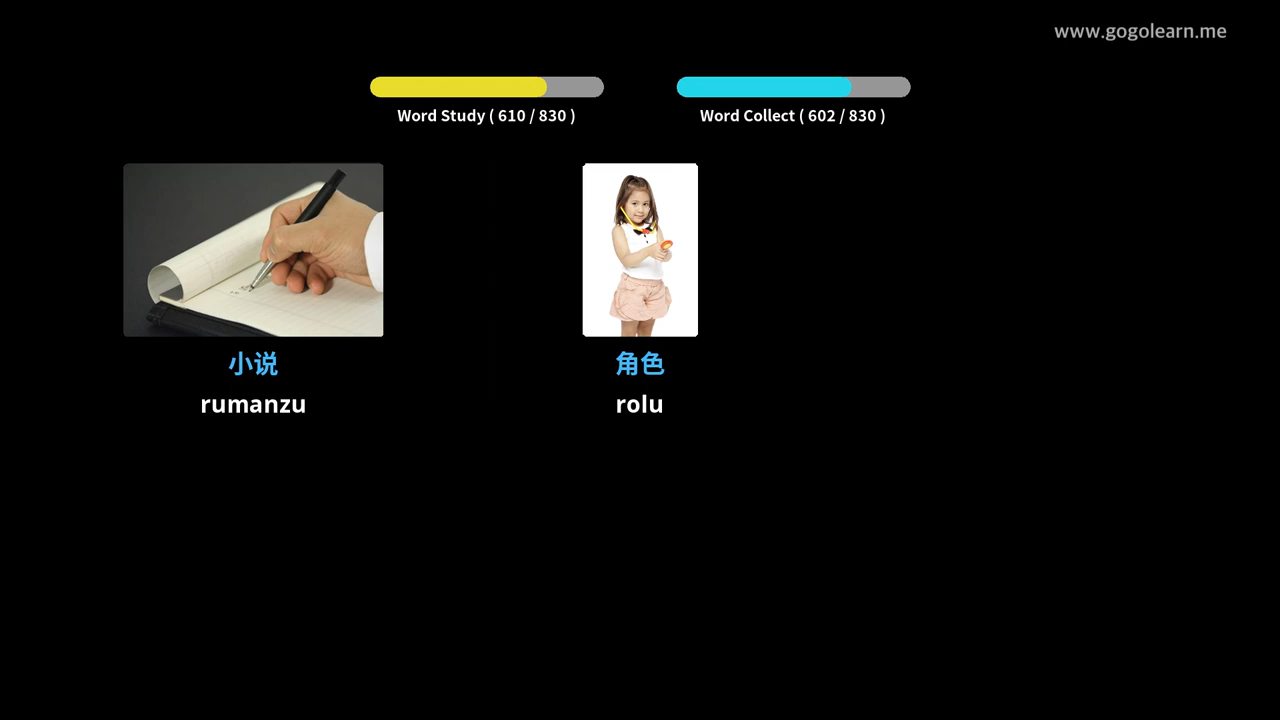 www.gogolearn.me
Word Study ( 610 / 830 )
Word Collect ( 602 / 830 )
小说
rumanzu
角色
rolu